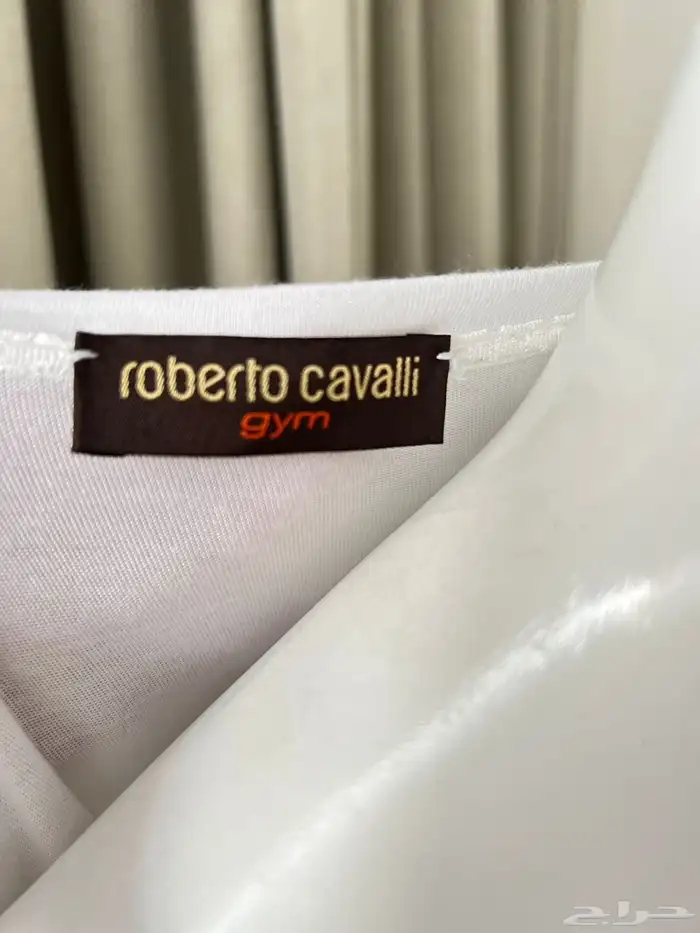 roberto cavalli
gym
حراج